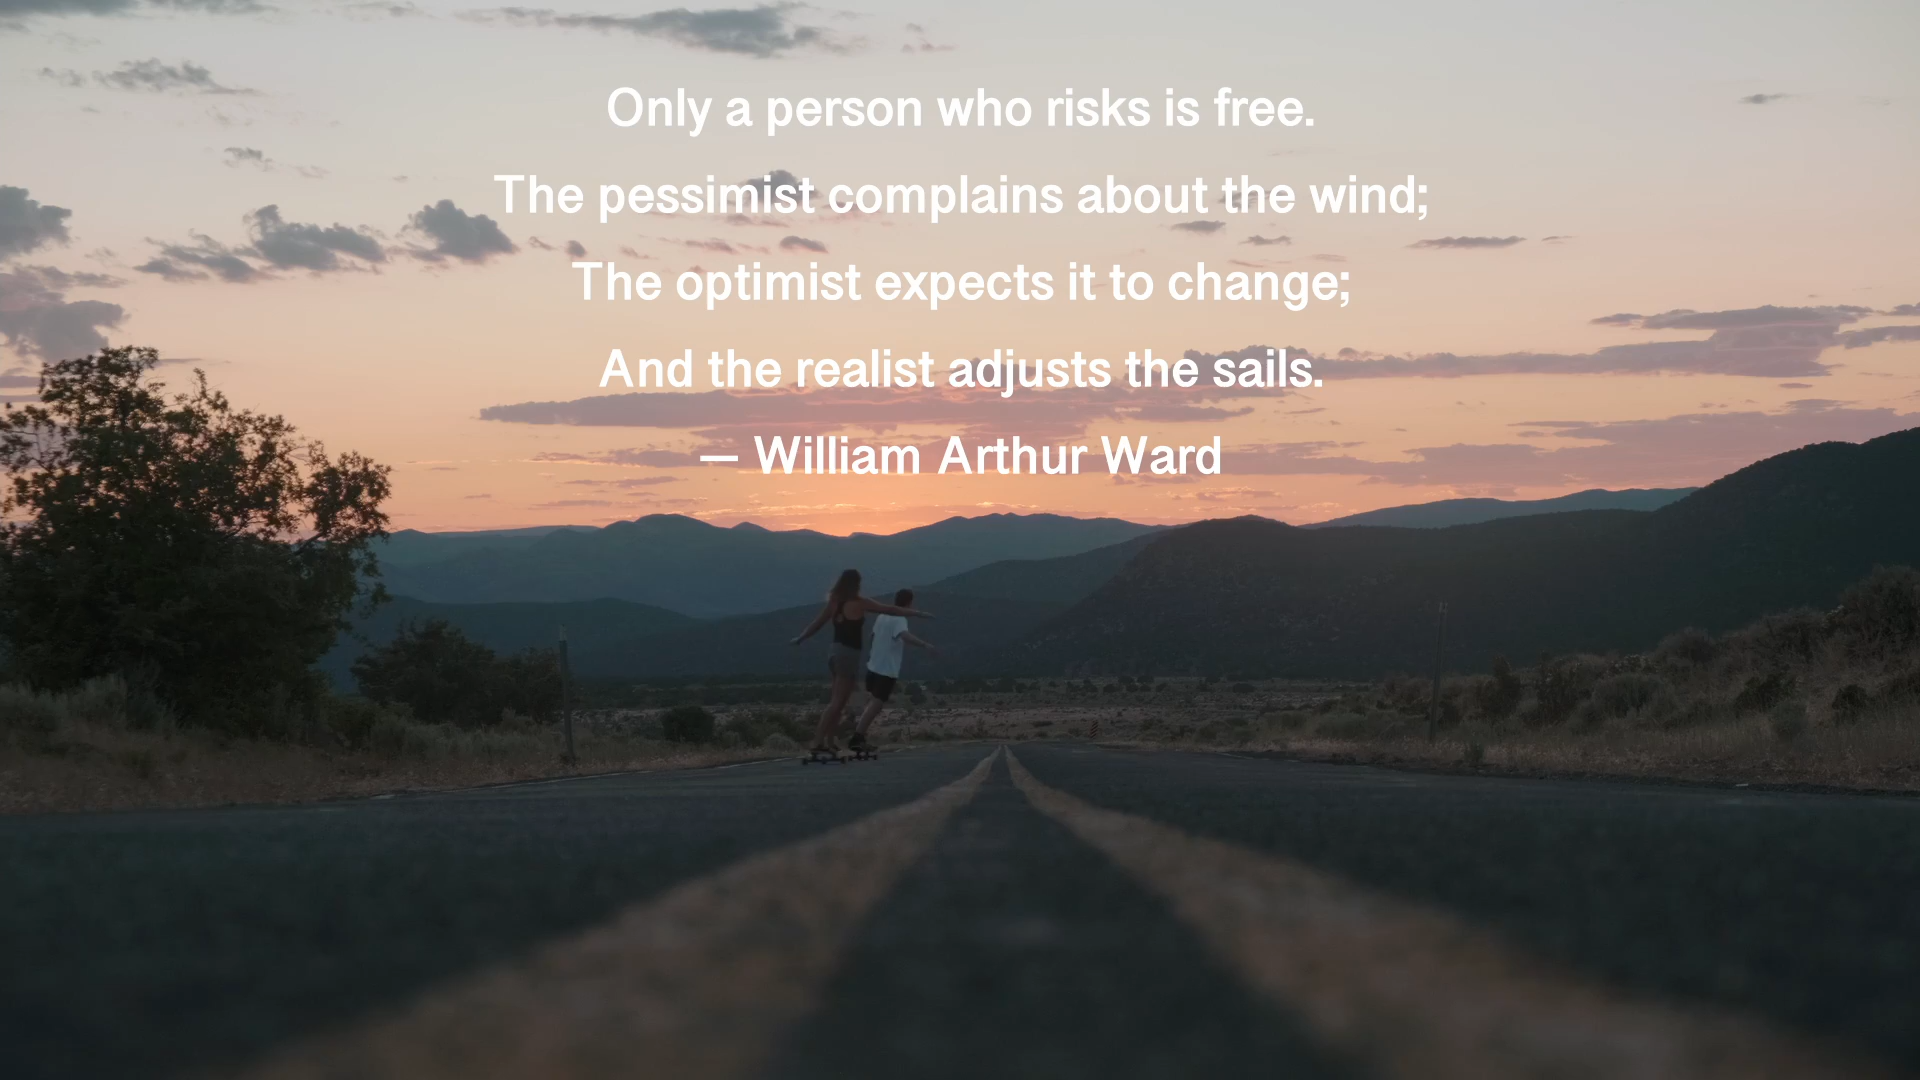 Only a person who risks is free.
The pessimist complains about the wind;
The optimist expects it to change;
And the realist adjusts the sails.
— William Arthur Ward